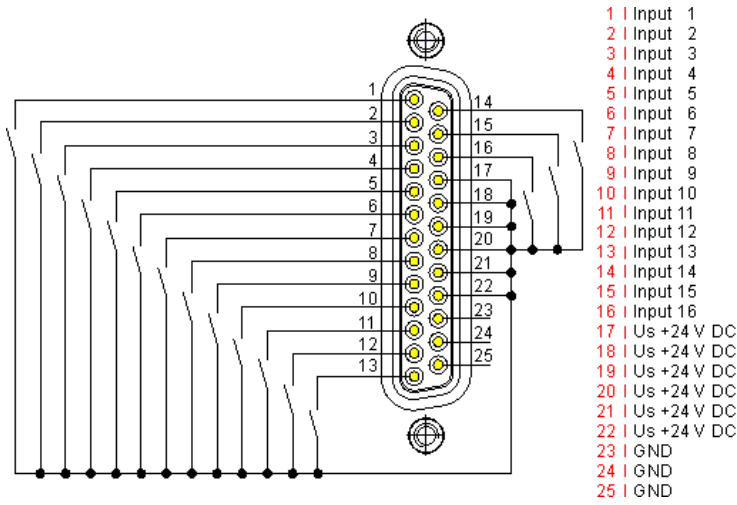 1
2
3
4
5
6
7
8
9
10
11
12
13
14
15
16
17
18
19
20
21
22
23
24
25
1 | Input 1
2 | Input 2
3 | Input 3
4 | Input 4
5 | Input 5
6 | Input 6
7 | Input 7
8 | Input 8
9 | Input 9
10 | Input 10
11 | Input 11
12 | Input 12
13 | Input 13
14 | Input 14
15 | Input 15
16 | Input 16
17 | Us +24 V DC
18 | Us +24 V DC
19 | Us +24 V DC
20 | Us +24 V DC
21 | Us +24 V DC
22 | Us +24 V DC
23 | GND
24 | GND
25 | GND